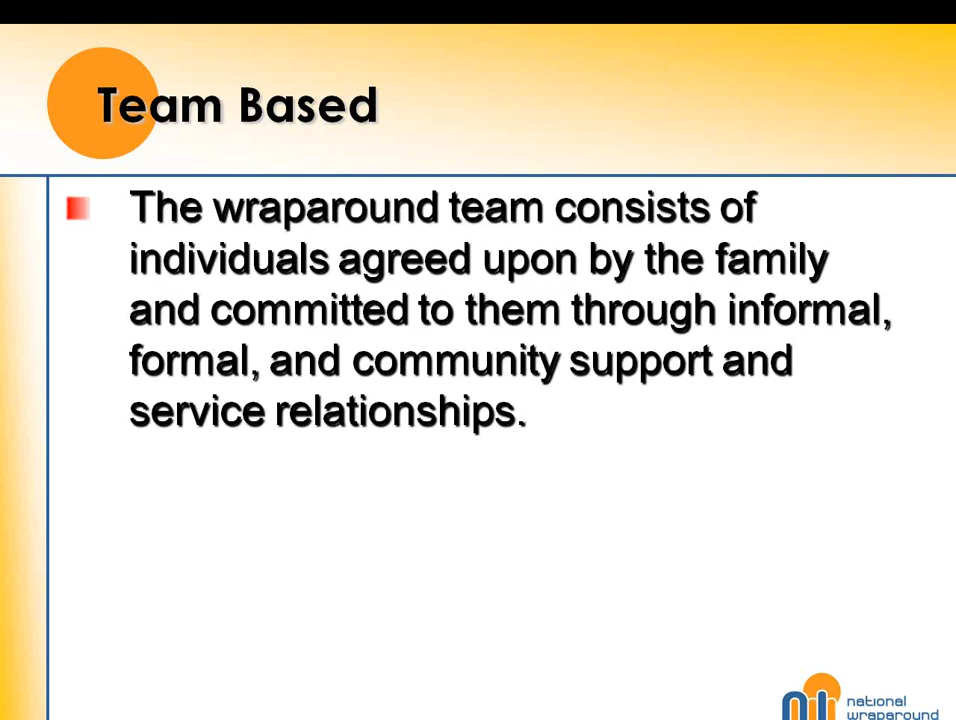 Team Based
The wraparound team consists of
individuals agreed upon by the family
and committed to them through informal,
formal, and community support and
service relationships.
national
wraparound